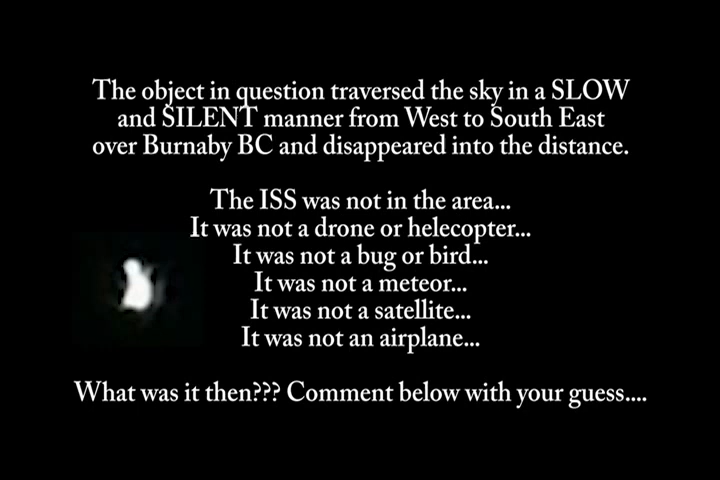 The object in question traversed the sky in a SLOW
and SILENT manner from West to South East
over Burnaby BC and disappeared into the distance.
The ISS was not in the area...
It was not a drone or helecopter...
It was not a bug or bird...
It was not a meteor...
It was not a satellite...
It was not an airplane...
What was it then??? Comment below with your guess....